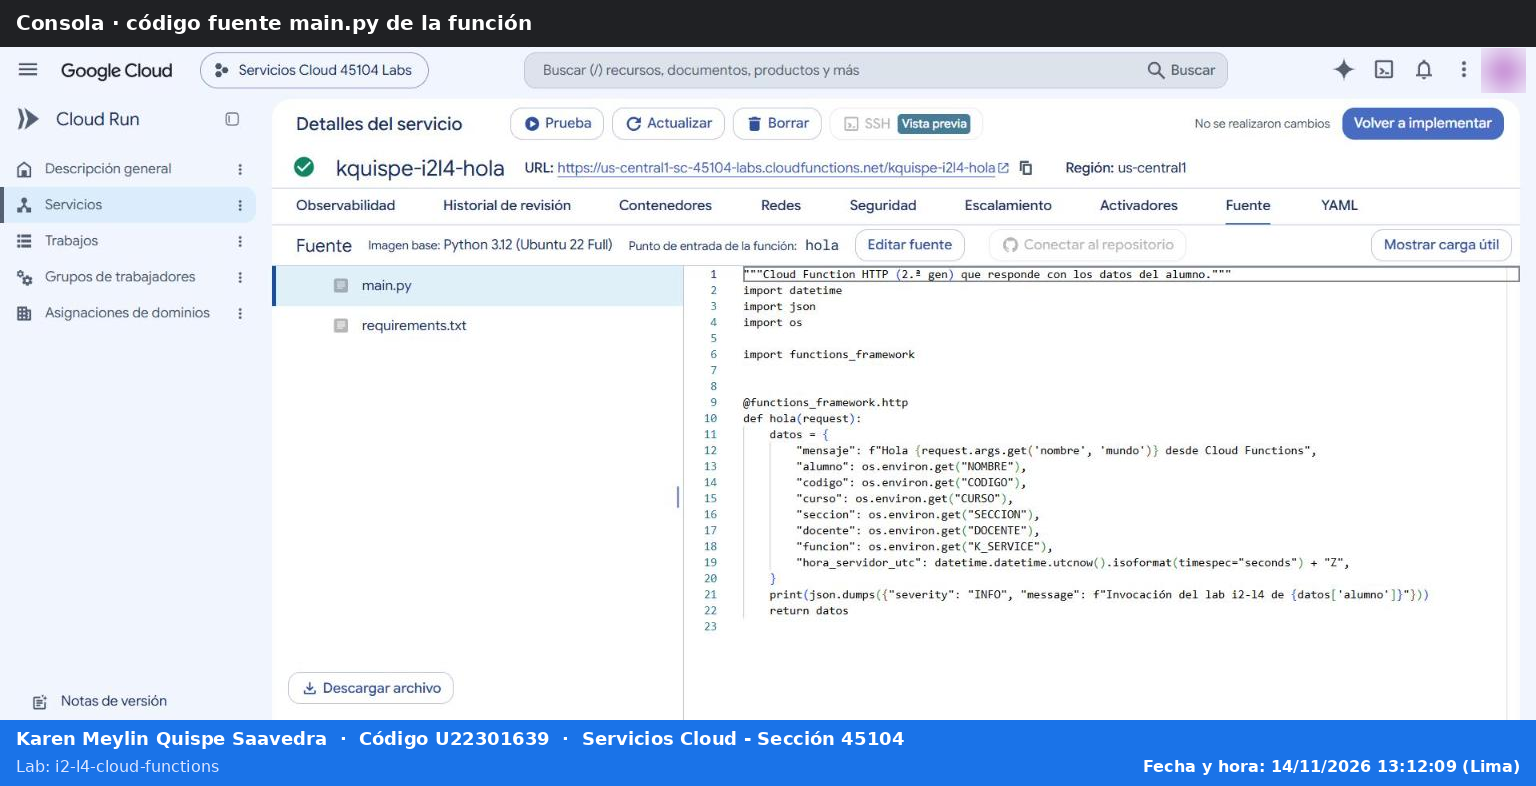 Consola · código fuente main.py de la función
Google Cloud
Servicios Cloud 45104 Labs
Buscar (/) recursos, documentos, productos y más
Buscar
Cloud Run
Detalles del servicio
Prueba
Actualizar
Borrar
SSH
Vista previa
No se realizaron cambios
Volver a implementar
Descripción general
Servicios
Trabajos
Grupos de trabajadores
Asignaciones de dominios
Notas de versión
kquispe-i2l4-hola
URL: https://us-central1-sc-45104-labs.cloudfunctions.net/kquispe-i2l4-hola
Región: us-central1
Observabilidad
Historial de revisión
Contenedores
Redes
Seguridad
Escalamiento
Activadores
Fuente
YAML
Fuente
Imagen base: Python 3.12 (Ubuntu 22 Full)
Punto de entrada de la función: hola
Editar fuente
Conectar al repositorio
Mostrar carga útil
main.py
requirements.txt
Descargar archivo
1 """Cloud Function HTTP (2.ª gen) que responde con los datos del alumno."""
2 import datetime
3 import json
4 import os
5
6 import functions_framework
7
8
9 @functions_framework.http
10 def hola(request):
11     datos = {
12         "mensaje": f"Hola {request.args.get('nombre', 'mundo')} desde Cloud Functions",
13         "alumno": os.environ.get("NOMBRE"),
14         "codigo": os.environ.get("CODIGO"),
15         "curso": os.environ.get("CURSO"),
16         "seccion": os.environ.get("SECCION"),
17         "docente": os.environ.get("DOCENTE"),
18         "funcion": os.environ.get("K_SERVICE"),
19         "hora_servidor_utc": datetime.datetime.utcnow().isoformat(timespec="seconds") + "Z",
20     }
21     print(json.dumps({"severity": "INFO", "message": f"Invocación del lab i2-l4 de {datos['alumno']}"}))
22     return datos
23
Karen Meylin Quispe Saavedra · Código U22301639 · Servicios Cloud - Sección 45104
Lab: i2-l4-cloud-functions
Fecha y hora: 14/11/2026 13:12:09 (Lima)